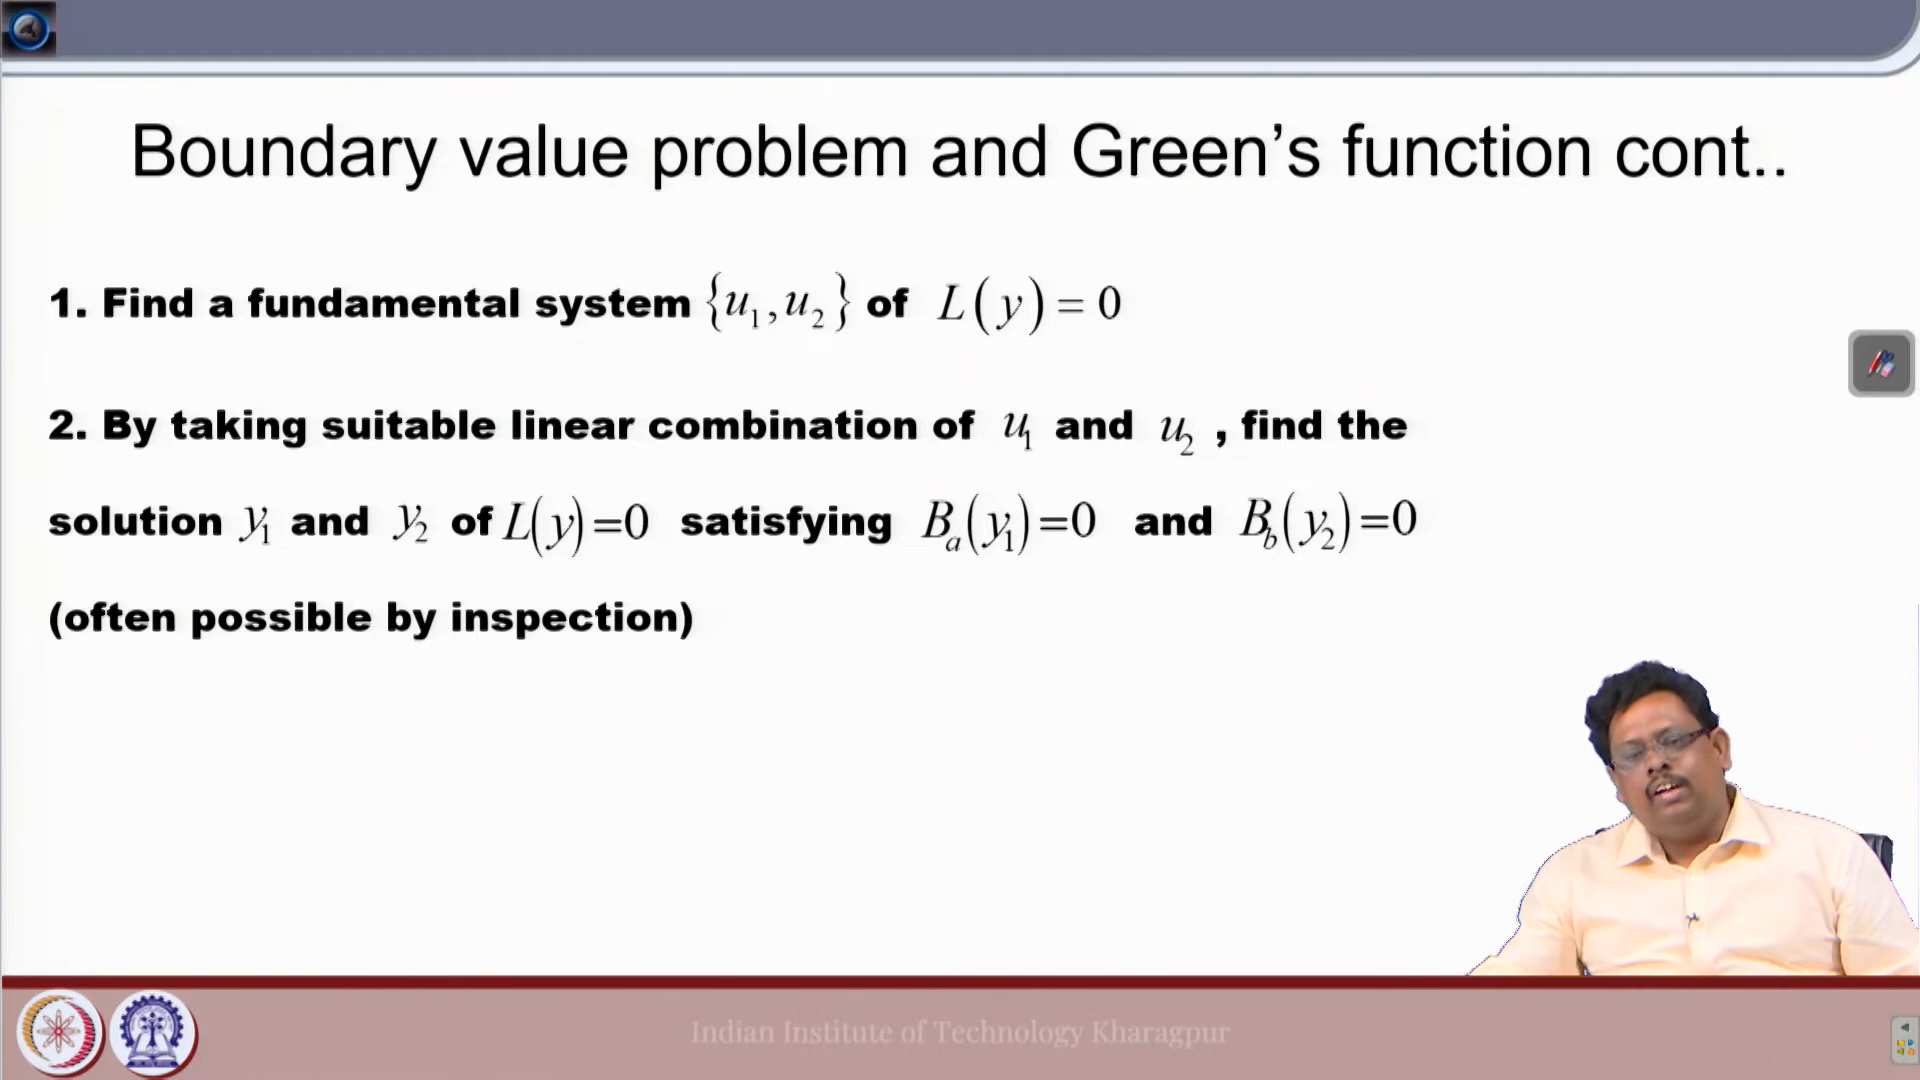 Boundary value problem and Green’s function cont..
1. Find a fundamental system {u₁,u₂} of L(y) = 0
2. By taking suitable linear combination of u₁ and u₂ , find the
solution y₁ and y₂ of L(y)=0 satisfying Bₐ(y₁)=0 and B_b(y₂)=0
(often possible by inspection)
Indian Institute of Technology Kharagpur